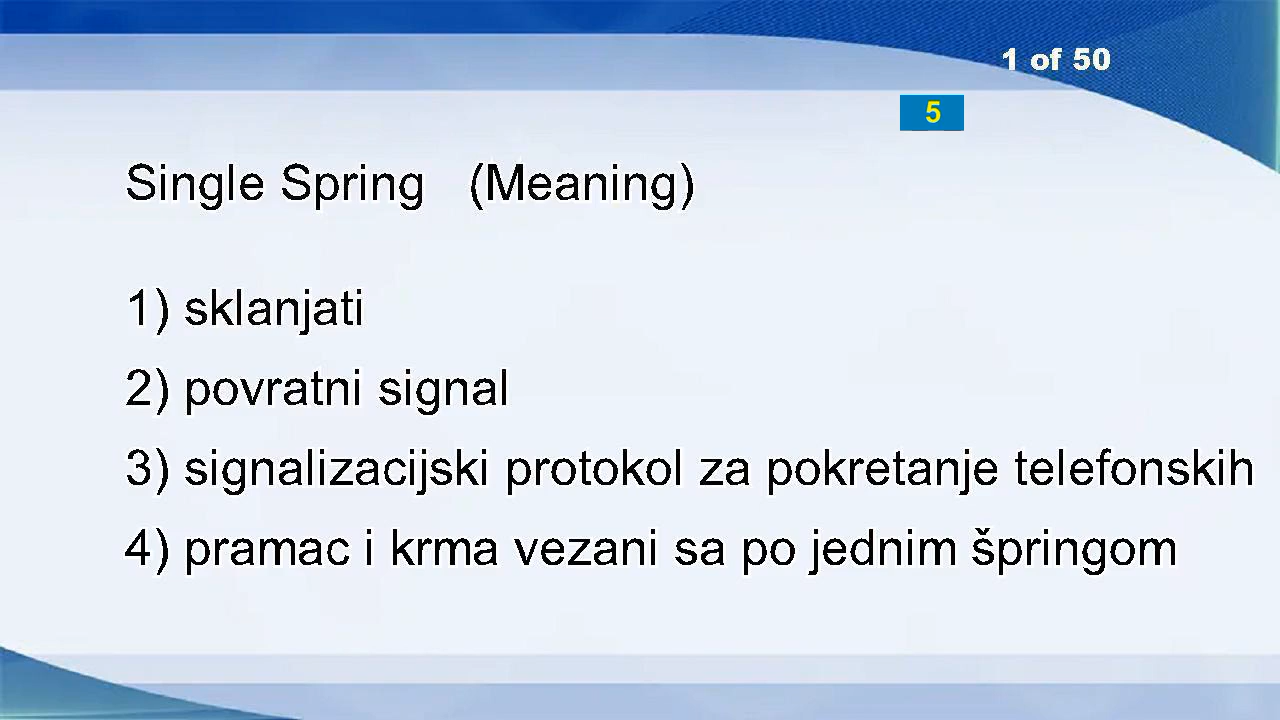 1 of 50
5
Single Spring (Meaning)
1) sklanjati
2) povratni signal
3) signalizacijski protokol za pokretanje telefonskih
4) pramac i krma vezani sa po jednim špringom